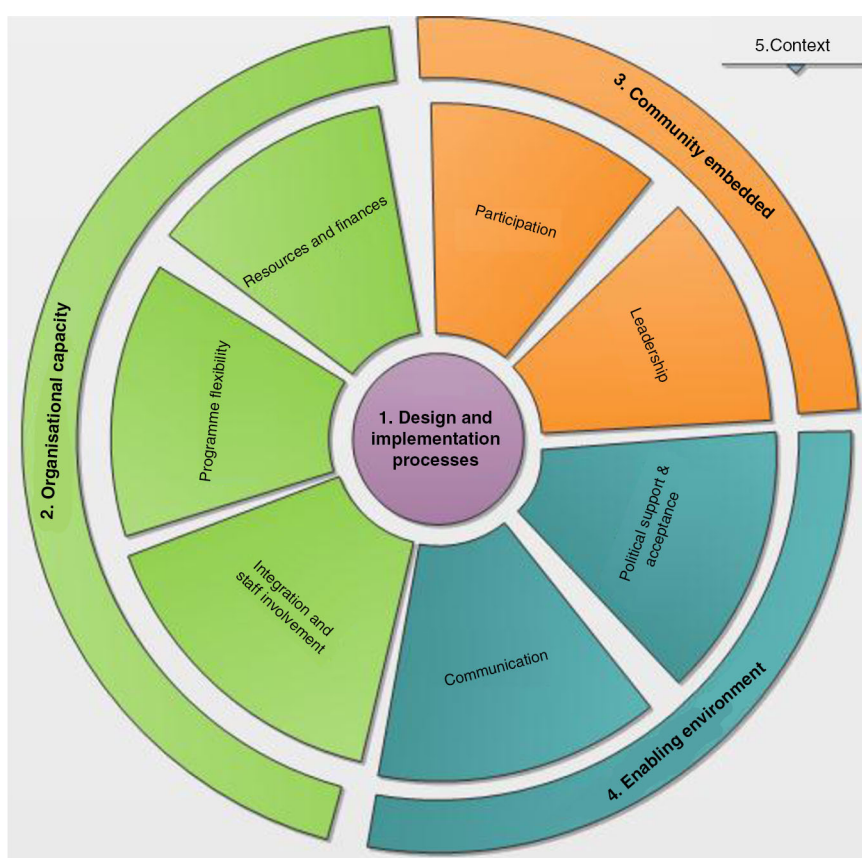 5.Context
3. Community embedded
Participation
Leadership
Resources and finances
Programme flexibility
Integration and
staff involvement
2. Organisational capacity
1. Design and
implementation
processes
Political support &
acceptance
Communication
4. Enabling environment